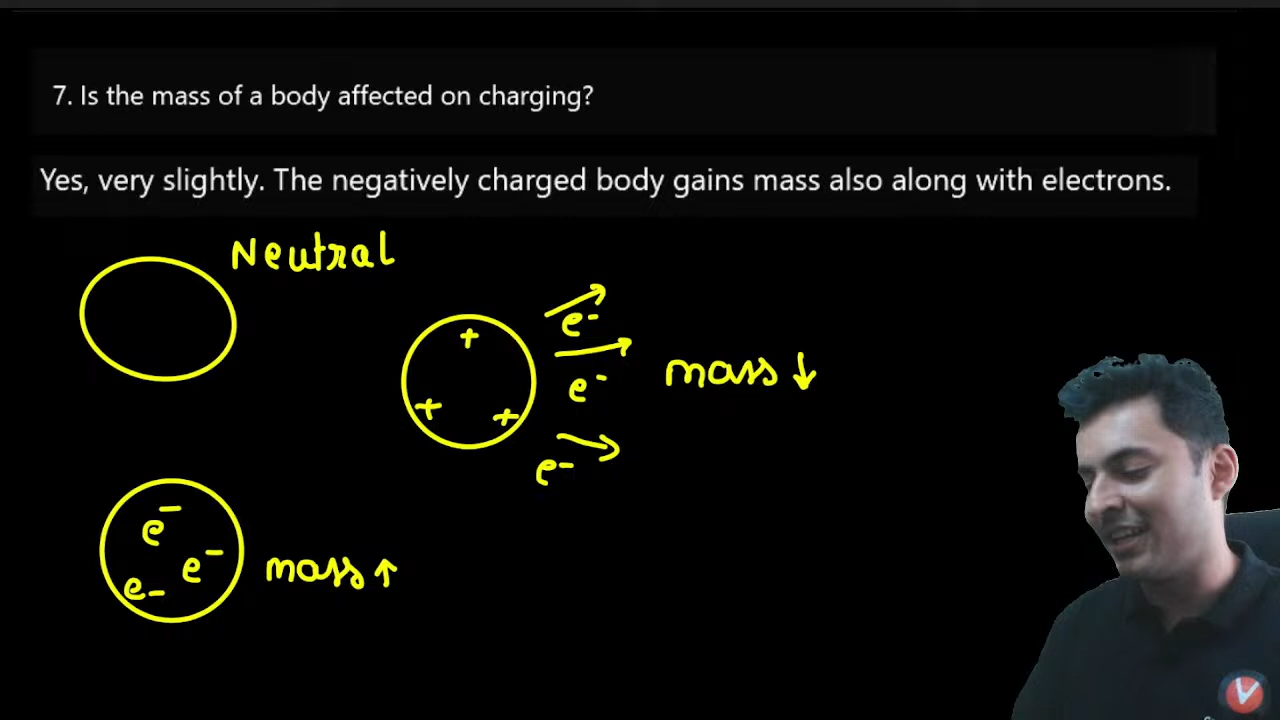 7. Is the mass of a body affected on charging?
Yes, very slightly. The negatively charged body gains mass also along with electrons.
Neutral
+
e-
e-
mass ↓
+ +
e-
e-
e-
e-
mass ↑
V